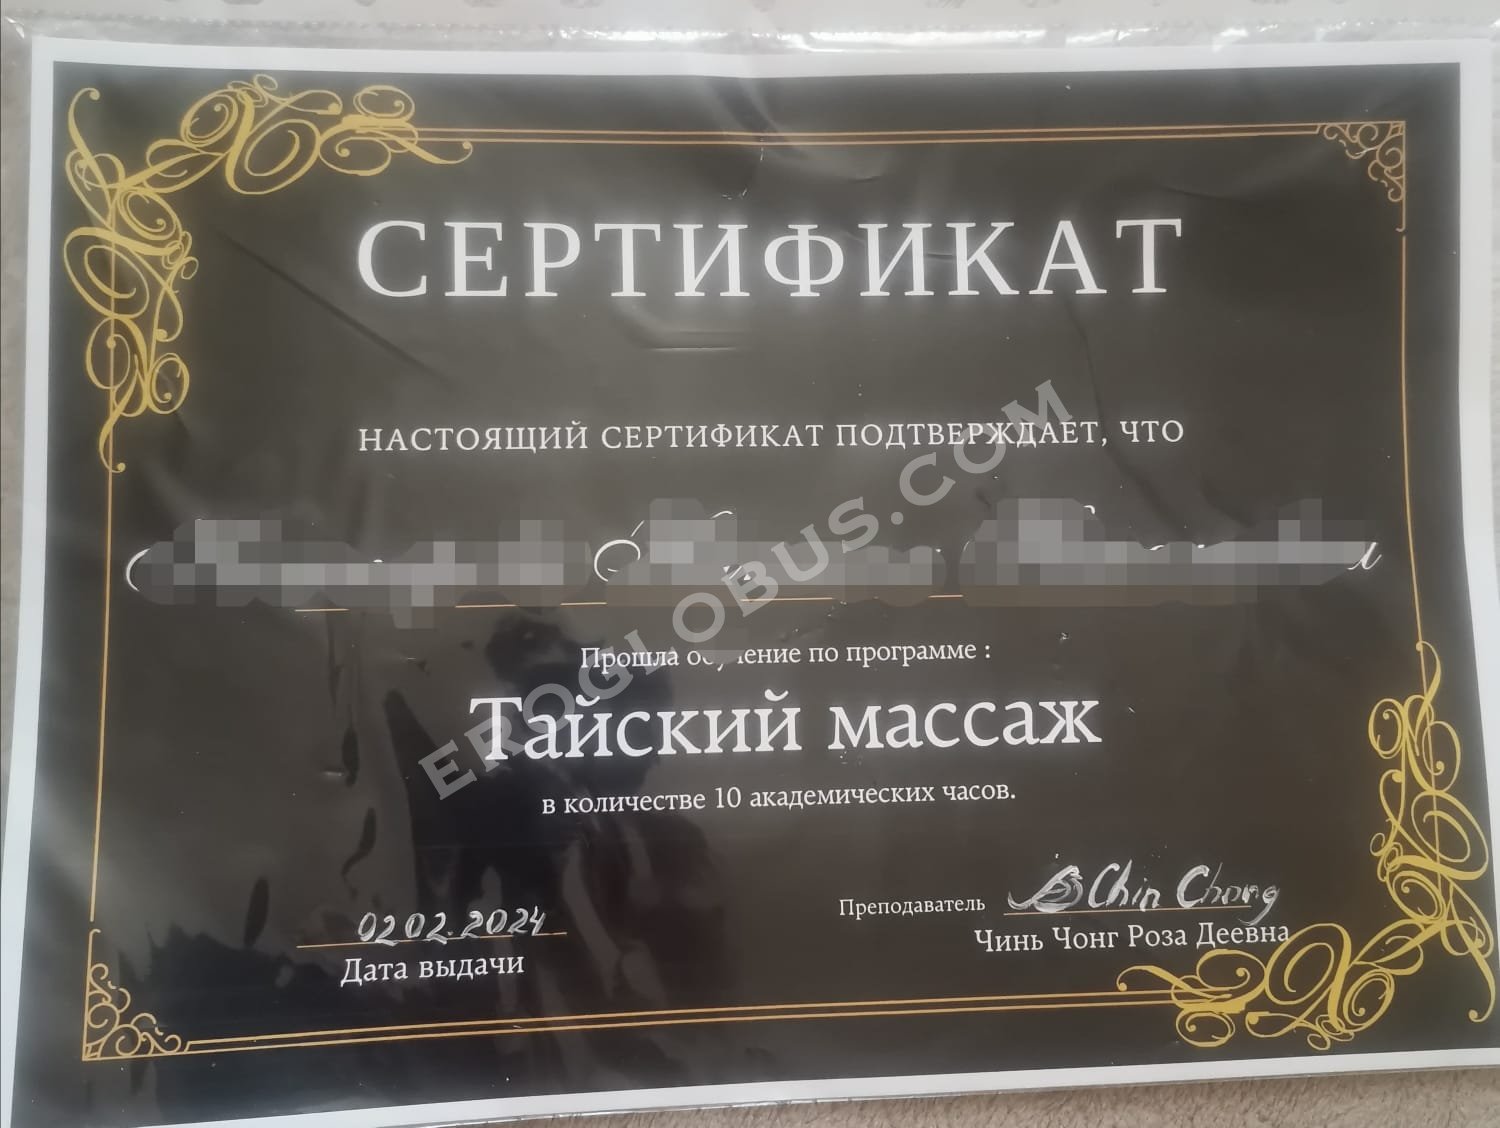 СЕРТИФИКАТ
НАСТОЯЩИЙ СЕРТИФИКАТ ПОДТВЕРЖДАЕТ, ЧТО
Прошла по программе :
Тайский массаж
в количестве 10 академических часов.
02.02.2024
Дата выдачи
Преподаватель Chin Chong
Чинь Чонг Роза Деевна
EROGLOBUS.COM